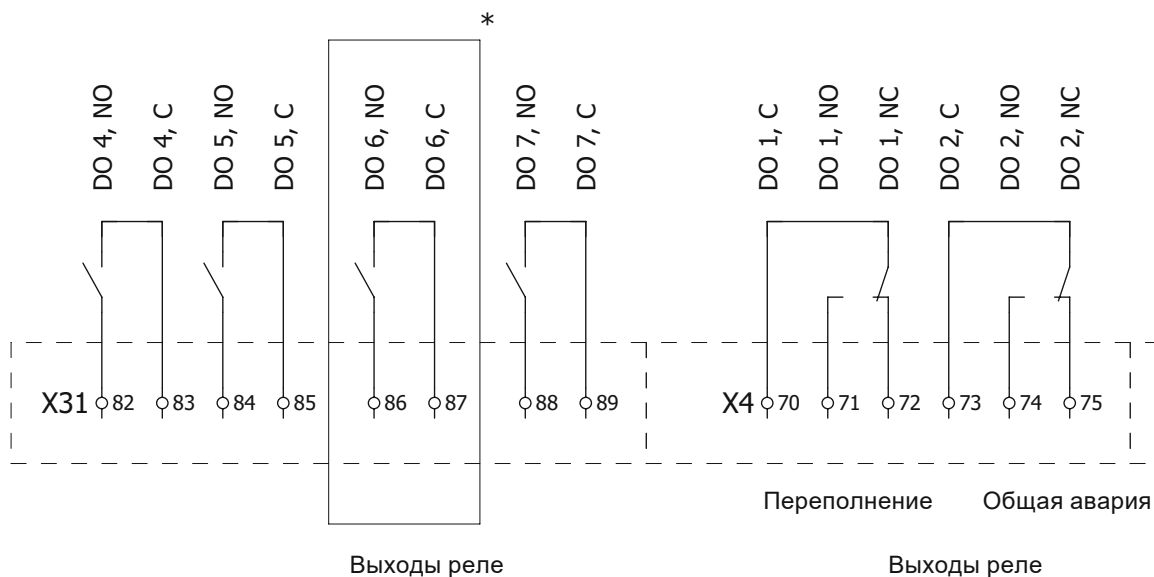 *
DO 4, NO
DO 4, C
DO 5, NO
DO 5, C
DO 6, NO
DO 6, C
DO 7, NO
DO 7, C
DO 1, C
DO 1, NO
DO 1, NC
DO 2, C
DO 2, NO
DO 2, NC
X31 82 83 84 85 86 87 88 89
X4 70 71 72 73 74 75
Переполнение
Общая авария
Выходы реле
Выходы реле